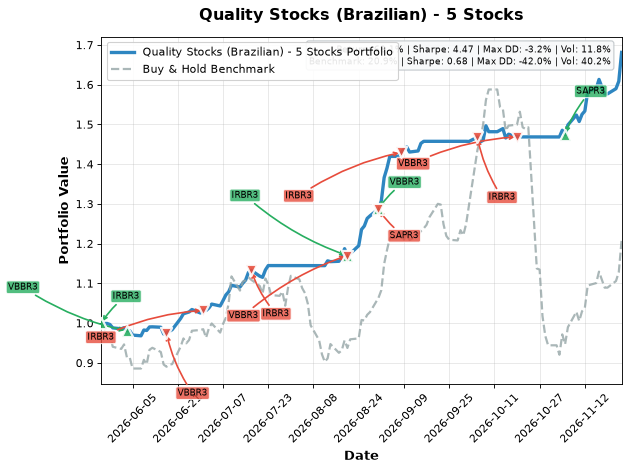 Quality Stocks (Brazilian) - 5 Stocks
Quality Stocks (Brazilian) - 5 Stocks Portfolio
Buy & Hold Benchmark
% | Sharpe: 4.47 | Max DD: -3.2% | Vol: 11.8%
Benchmark: 20.9% | Sharpe: 0.68 | Max DD: -42.0% | Vol: 40.2%
1.7
1.6
1.5
1.4
1.3
1.2
1.1
1.0
0.9
Portfolio Value
SAPR3
VBBR3
VBBR3
IRBR3
IRBR3
IRBR3
SAPR3
VBBR3
IRBR3
VBBR3
IRBR3
IRBR3
VBBR3
2026-06-05
2026-07-07
2026-07-23
2026-08-08
2026-08-24
2026-09-09
2026-09-25
2026-10-11
2026-10-27
2026-11-12
Date